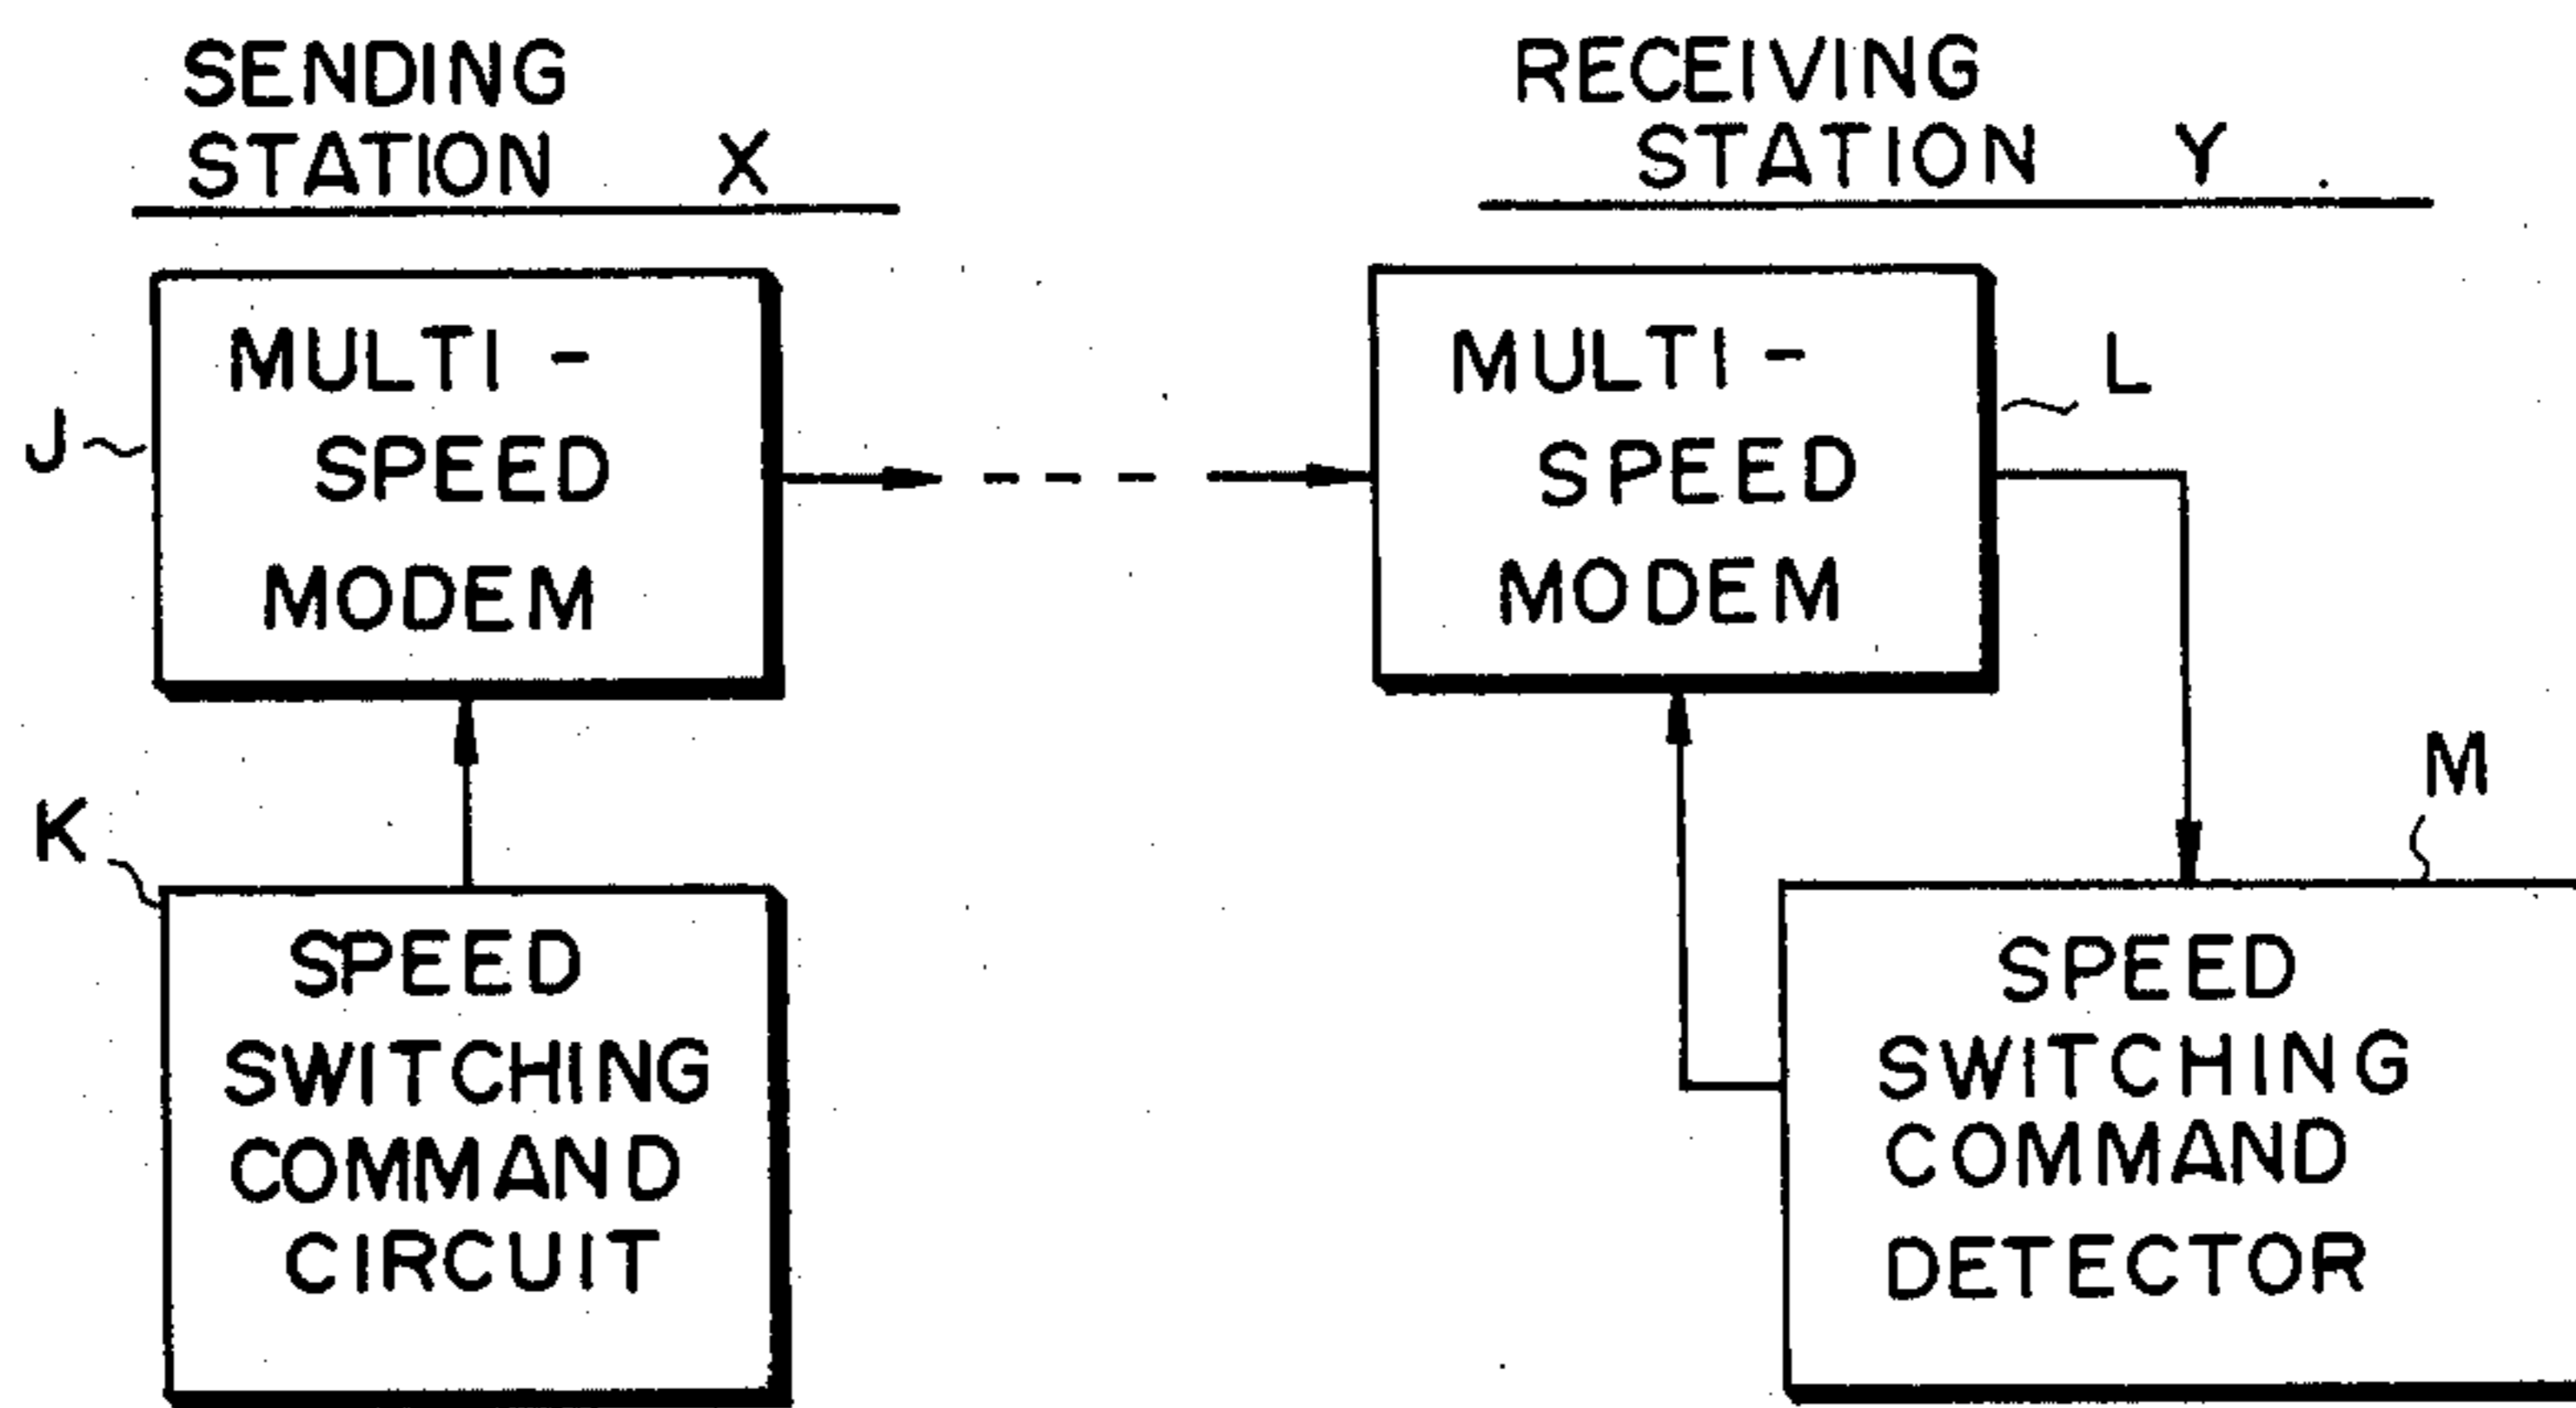 SENDING
STATION X
RECEIVING
STATION Y
MULTI -
SPEED
MODEM
J
MULTI -
SPEED
MODEM
L
K
SPEED
SWITCHING
COMMAND
CIRCUIT
M
SPEED
SWITCHING
COMMAND
DETECTOR